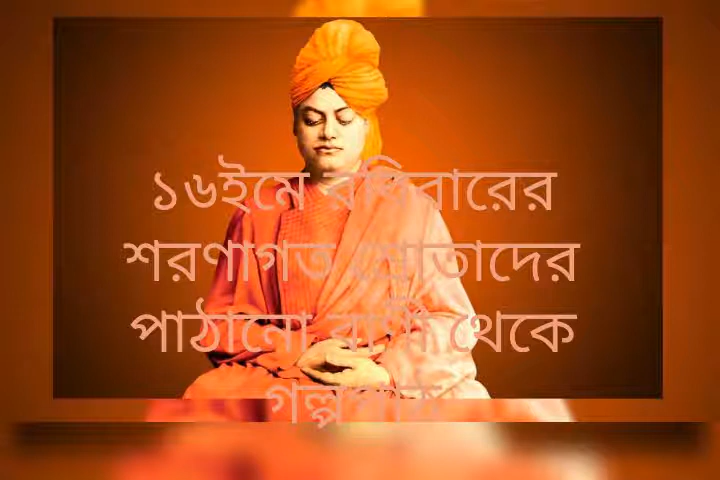 ১৬ইমে রবিবারের
শরণাগত শ্রোতাদের
পাঠানো বাণী থেকে